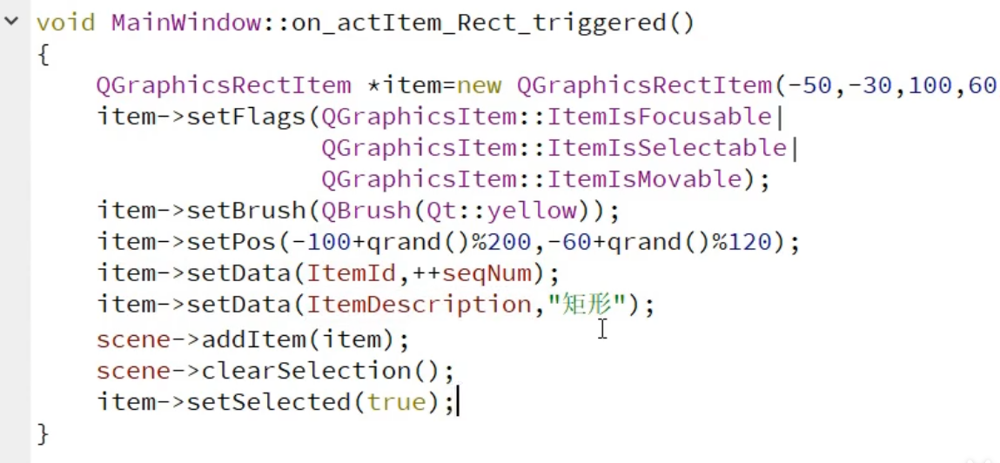 void MainWindow::on_actItem_Rect_triggered()
{
    QGraphicsRectItem *item=new QGraphicsRectItem(-50,-30,100,60
    item->setFlags(QGraphicsItem::ItemIsFocusable|
                   QGraphicsItem::ItemIsSelectable|
                   QGraphicsItem::ItemIsMovable);
    item->setBrush(QBrush(Qt::yellow));
    item->setPos(-100+qrand()%200,-60+qrand()%120);
    item->setData(ItemId,++seqNum);
    item->setData(ItemDescription,"矩形");
    scene->addItem(item);
    scene->clearSelection();
    item->setSelected(true);
}